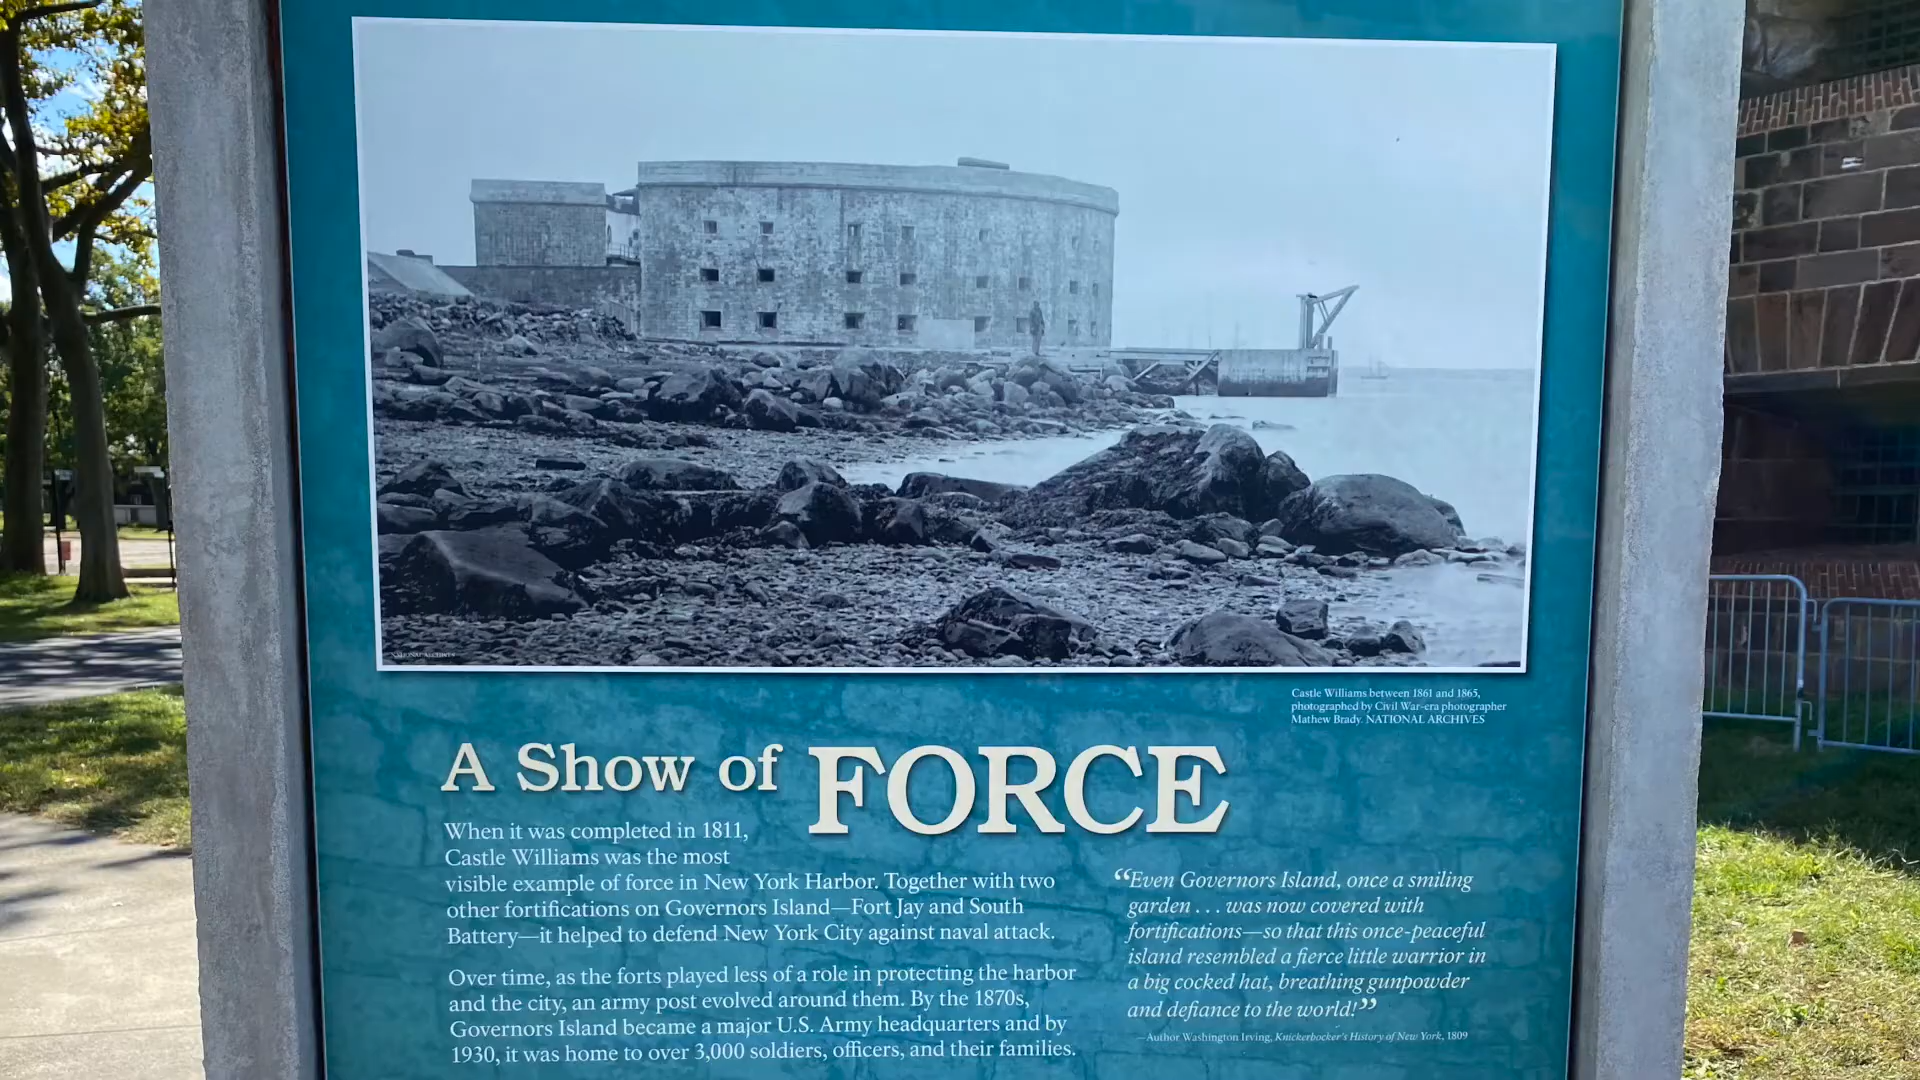 NATIONAL ARCHIVES
Castle Williams between 1861 and 1865,
photographed by Civil War-era photographer
Mathew Brady. NATIONAL ARCHIVES
A Show of FORCE
When it was completed in 1811,
Castle Williams was the most
visible example of force in New York Harbor. Together with two
other fortifications on Governors Island—Fort Jay and South
Battery—it helped to defend New York City against naval attack.
Over time, as the forts played less of a role in protecting the harbor
and the city, an army post evolved around them. By the 1870s,
Governors Island became a major U.S. Army headquarters and by
1930, it was home to over 3,000 soldiers, officers, and their families.
“Even Governors Island, once a smiling
garden . . . was now covered with
fortifications—so that this once-peaceful
island resembled a fierce little warrior in
a big cocked hat, breathing gunpowder
and defiance to the world!”
—Author Washington Irving, Knickerbocker's History of New York, 1809